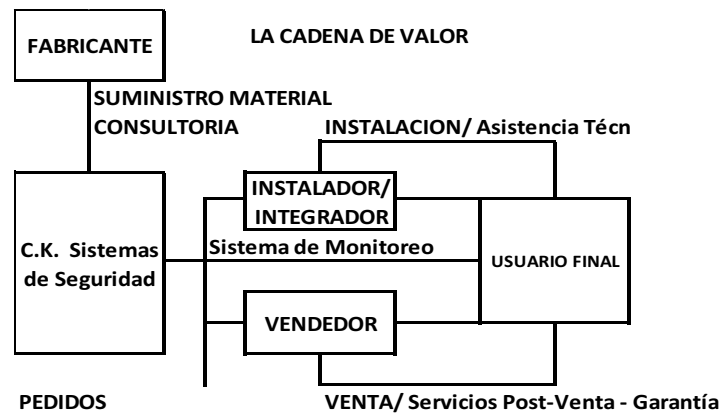 LA CADENA DE VALOR
FABRICANTE
SUMINISTRO MATERIAL
CONSULTORIA
INSTALACION/ Asistencia Técn
INSTALADOR/
INTEGRADOR
C.K. Sistemas
de Seguridad
Sistema de Monitoreo
USUARIO FINAL
VENDEDOR
PEDIDOS
VENTA/ Servicios Post-Venta - Garantía